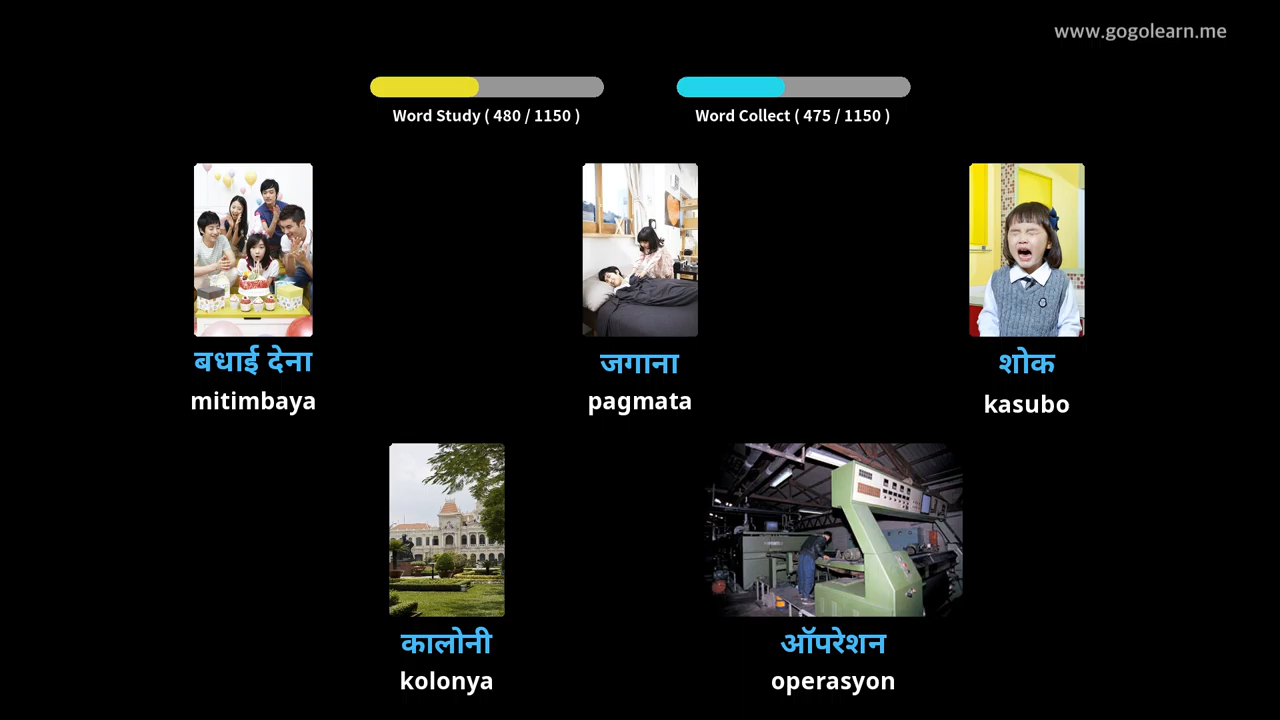 www.gogolearn.me
Word Study ( 480 / 1150 )
Word Collect ( 475 / 1150 )
बधाई देना
mitimbaya
जगाना
pagmata
शोक
kasubo
कालोनी
kolonya
ऑपरेशन
operasyon